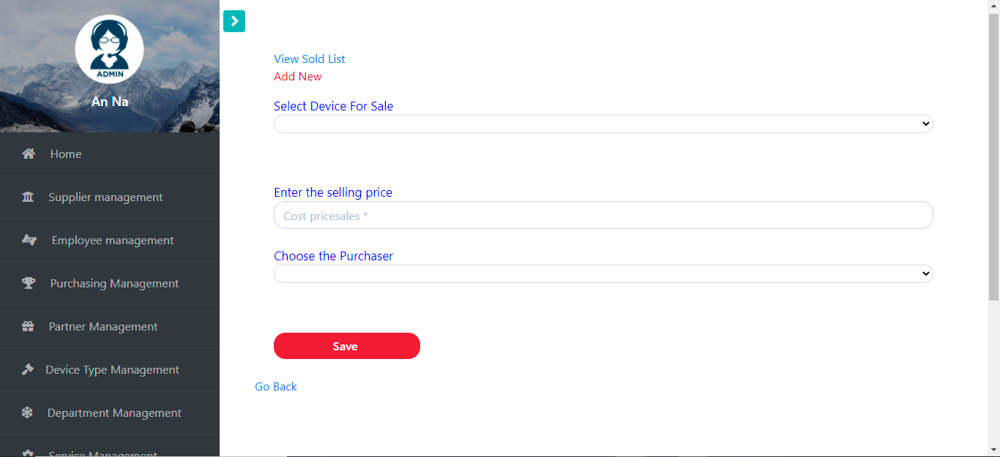 ADMIN
An Na
Home
Supplier management
Employee management
Purchasing Management
Partner Management
Device Type Management
Department Management
Service Management
View Sold List
Add New
Select Device For Sale
Enter the selling price
Cost pricesales *
Choose the Purchaser
Save
Go Back